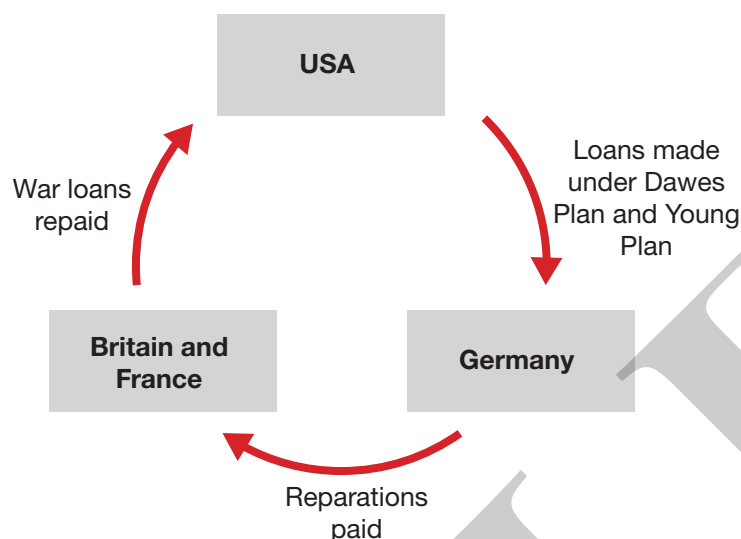 USA
Loans made
under Dawes
Plan and Young
Plan
War loans
repaid
Britain and
France
Germany
Reparations
paid